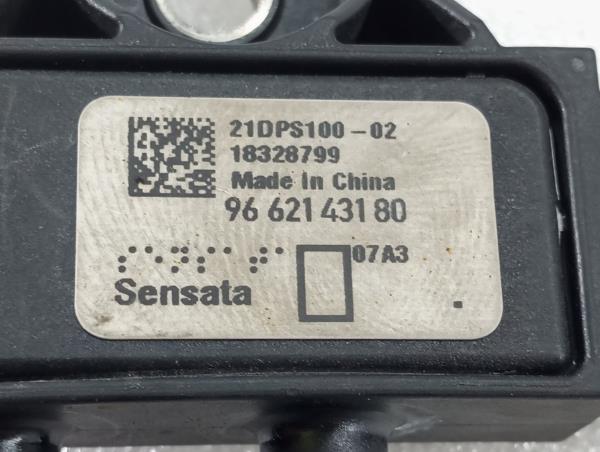 21DPS100-02
18328799
Made In China
96 621 431 80
07A3
Sensata